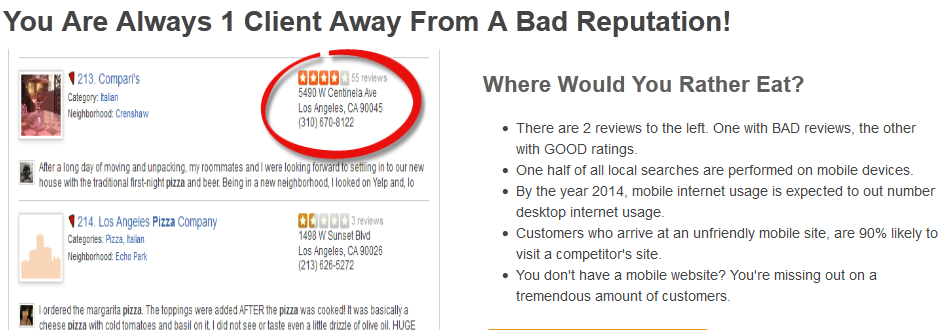 You Are Always 1 Client Away From A Bad Reputation!
213. Compari's
Category: Italian
Neighborhood: Crenshaw
55 reviews
5490 W Centinela Ave
Los Angeles, CA 90045
(310) 670-8122
After a long day of moving and unpacking, my roommates and I were looking forward to settling in to our new
house with the traditional first-night pizza and beer. Being in a new neighborhood, I looked on Yelp and, lo
214. Los Angeles Pizza Company
Categories: Pizza, Italian
Neighborhood: Echo Park
3 reviews
1498 W Sunset Blvd
Los Angeles, CA 90026
(213) 626-5272
I ordered the margarita pizza. The toppings were added AFTER the pizza was cooked! It was basically a
cheese pizza with cold tomatoes and basil on it. I did not see or taste even a little drizzle of olive oil. HUGE
Where Would You Rather Eat?
• There are 2 reviews to the left. One with BAD reviews, the other
with GOOD ratings.
• One half of all local searches are performed on mobile devices.
• By the year 2014, mobile internet usage is expected to out number
desktop internet usage.
• Customers who arrive at an unfriendly mobile site, are 90% likely to
visit a competitor's site.
• You don't have a mobile website? You're missing out on a
tremendous amount of customers.